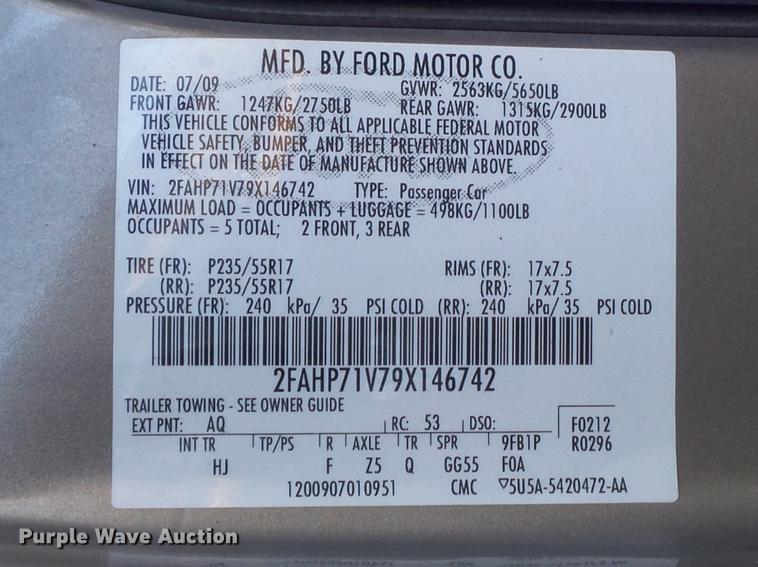 MFD. BY FORD MOTOR CO.
DATE: 07/09 GVWR: 2563KG/5650LB
FRONT GAWR: 1247KG/2750LB REAR GAWR: 1315KG/2900LB
THIS VEHICLE CONFORMS TO ALL APPLICABLE FEDERAL MOTOR
VEHICLE SAFETY, BUMPER, AND THEFT PREVENTION STANDARDS
IN EFFECT ON THE DATE OF MANUFACTURE SHOWN ABOVE.
VIN: 2FAHP71V79X146742 TYPE: Passenger Car
MAXIMUM LOAD = OCCUPANTS + LUGGAGE = 498KG/1100LB
OCCUPANTS = 5 TOTAL; 2 FRONT, 3 REAR
TIRE (FR): P235/55R17 RIMS (FR): 17x7.5
(RR): P235/55R17 (RR): 17x7.5
PRESSURE (FR): 240 kPa/ 35 PSI COLD (RR): 240 kPa/ 35 PSI COLD
2FAHP71V79X146742
TRAILER TOWING - SEE OWNER GUIDE
EXT PNT: AQ RC: 53 DSO: F0212
INT TR TP/PS R AXLE TR SPR 9FB1P R0296
HJ F Z5 Q GG55 F0A
1200907010951 CMC ▽5U5A-5420472-AA
Purple Wave Auction